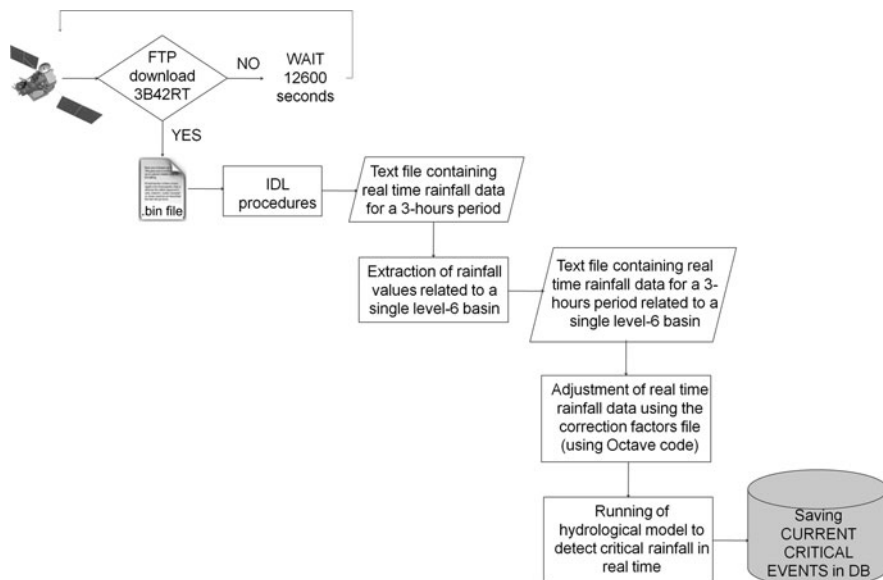 FTP
download
3B42RT
NO
WAIT
12600
seconds
YES
.bin file
IDL
procedures
Text file containing
real time rainfall data
for a 3-hours period
Extraction of rainfall
values related to a
single level-6 basin
Text file containing real
time rainfall data for a 3-
hours period related to a
single level-6 basin
Adjustment of real time
rainfall data using the
correction factors file
(using Octave code)
Running of
hydrological model to
detect critical rainfall in
real time
Saving
CURRENT
CRITICAL
EVENTS in DB